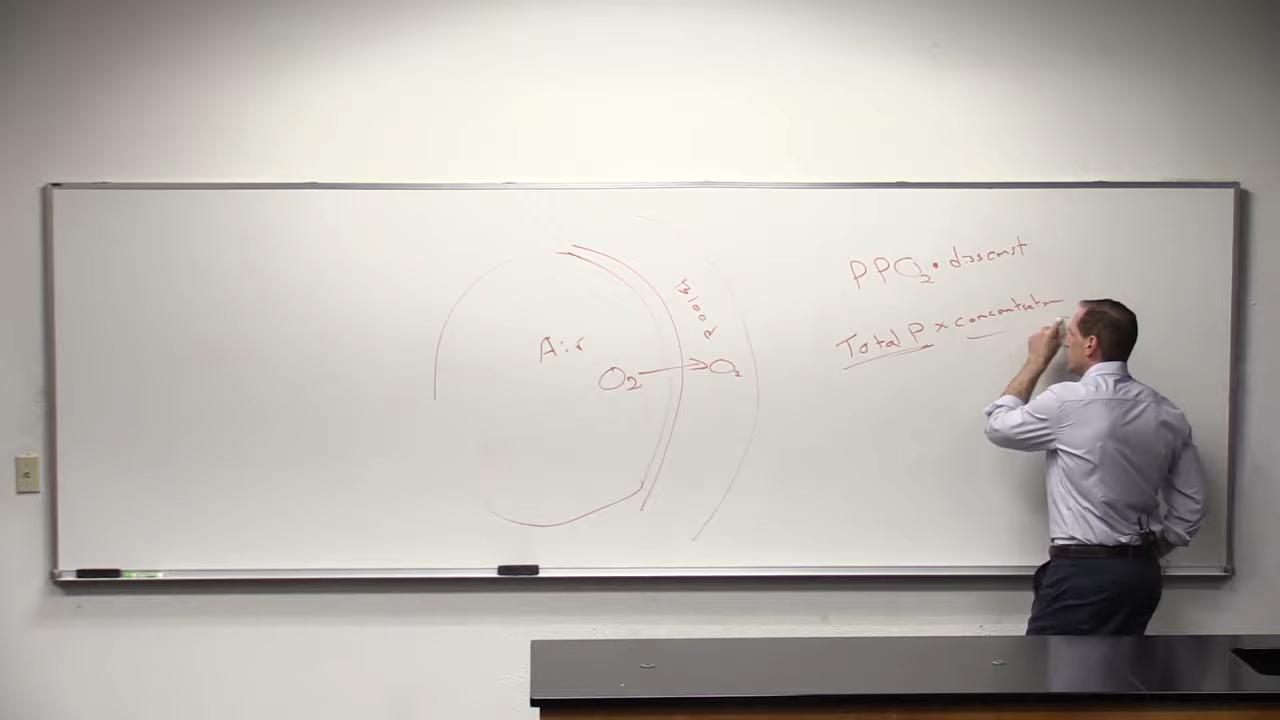 Air
O2
Blood
O2
PPO2 • dissconst
Total P x concentration